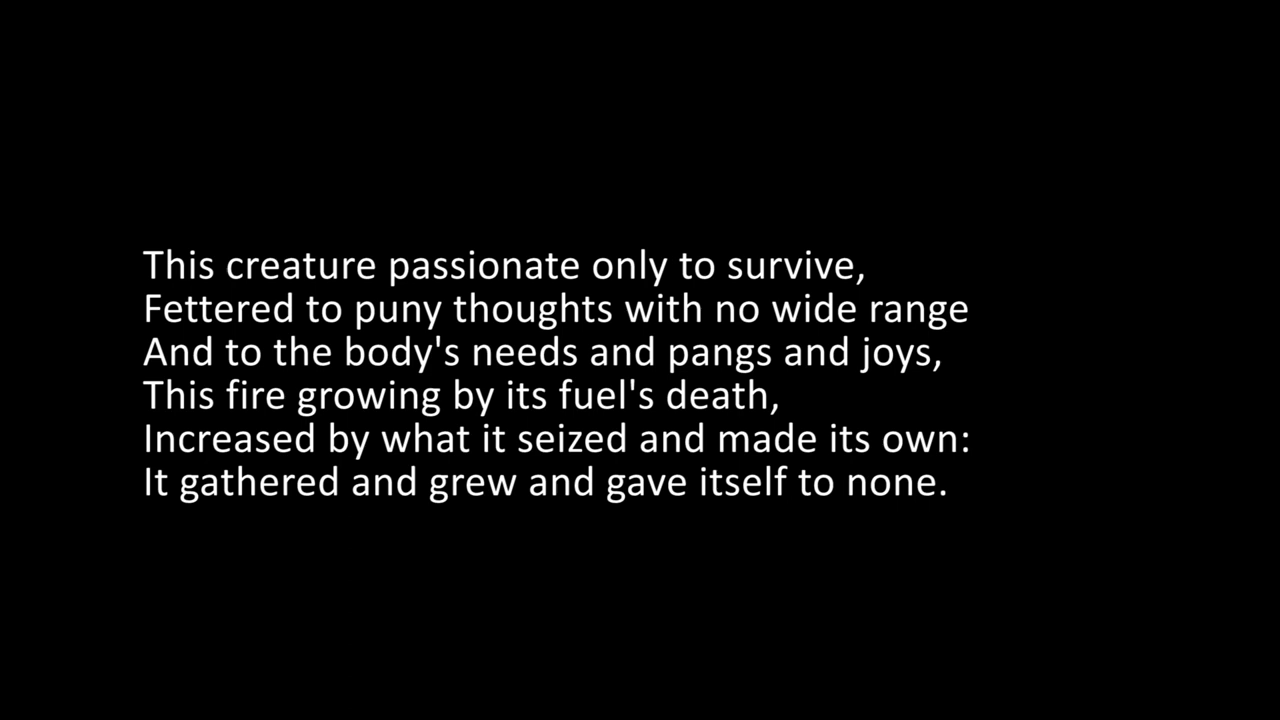 This creature passionate only to survive,
Fettered to puny thoughts with no wide range
And to the body's needs and pangs and joys,
This fire growing by its fuel's death,
Increased by what it seized and made its own:
It gathered and grew and gave itself to none.